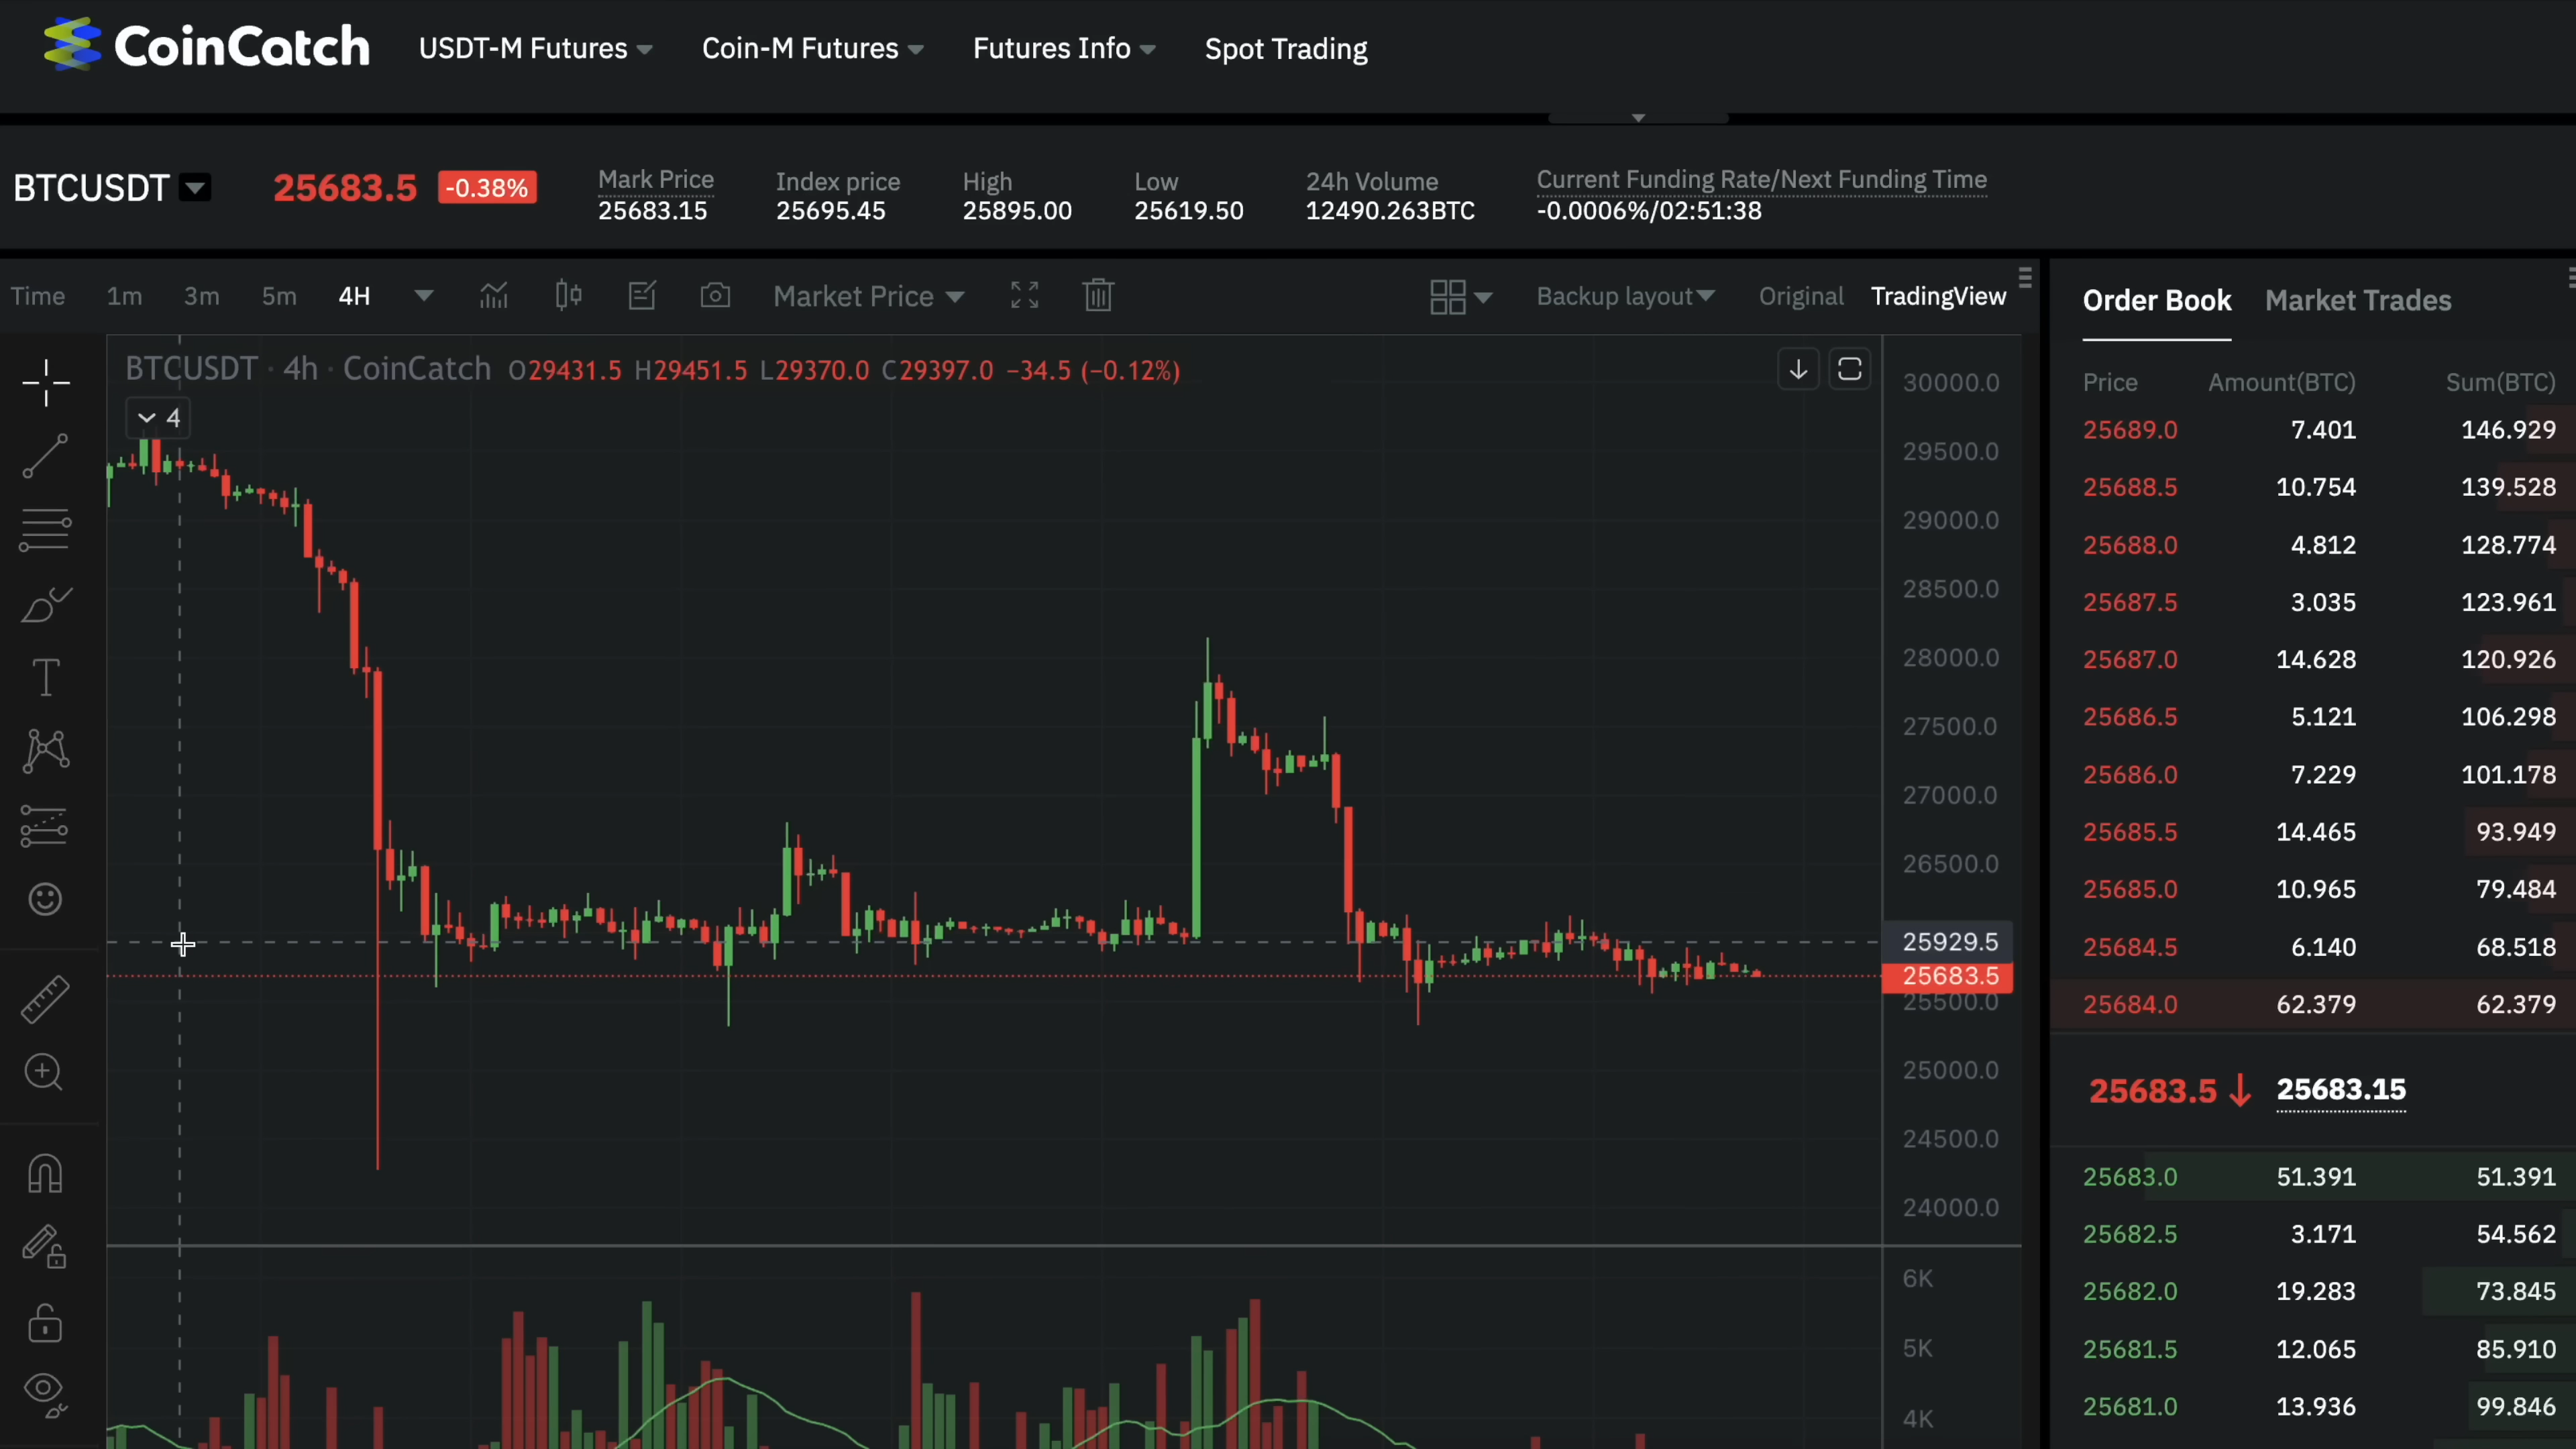 CoinCatch USDT-M Futures Coin-M Futures Futures Info Spot Trading
BTCUSDT 25683.5 -0.38%
Mark Price Index price High Low 24h Volume Current Funding Rate/Next Funding Time
25683.15 25695.45 25895.00 25619.50 12490.263BTC -0.0006%/02:51:38
Time 1m 3m 5m 4H Market Price Backup layout Original TradingView
BTCUSDT · 4h · CoinCatch O29431.5 H29451.5 L29370.0 C29397.0 −34.5 (−0.12%)
4
30000.0
29500.0
29000.0
28500.0
28000.0
27500.0
27000.0
26500.0
25929.5
25683.5
25500.0
25000.0
24500.0
24000.0
6K
5K
4K
Order Book Market Trades
Price Amount(BTC) Sum(BTC)
25689.0 7.401 146.929
25688.5 10.754 139.528
25688.0 4.812 128.774
25687.5 3.035 123.961
25687.0 14.628 120.926
25686.5 5.121 106.298
25686.0 7.229 101.178
25685.5 14.465 93.949
25685.0 10.965 79.484
25684.5 6.140 68.518
25684.0 62.379 62.379
25683.5 25683.15
25683.0 51.391 51.391
25682.5 3.171 54.562
25682.0 19.283 73.845
25681.5 12.065 85.910
25681.0 13.936 99.846